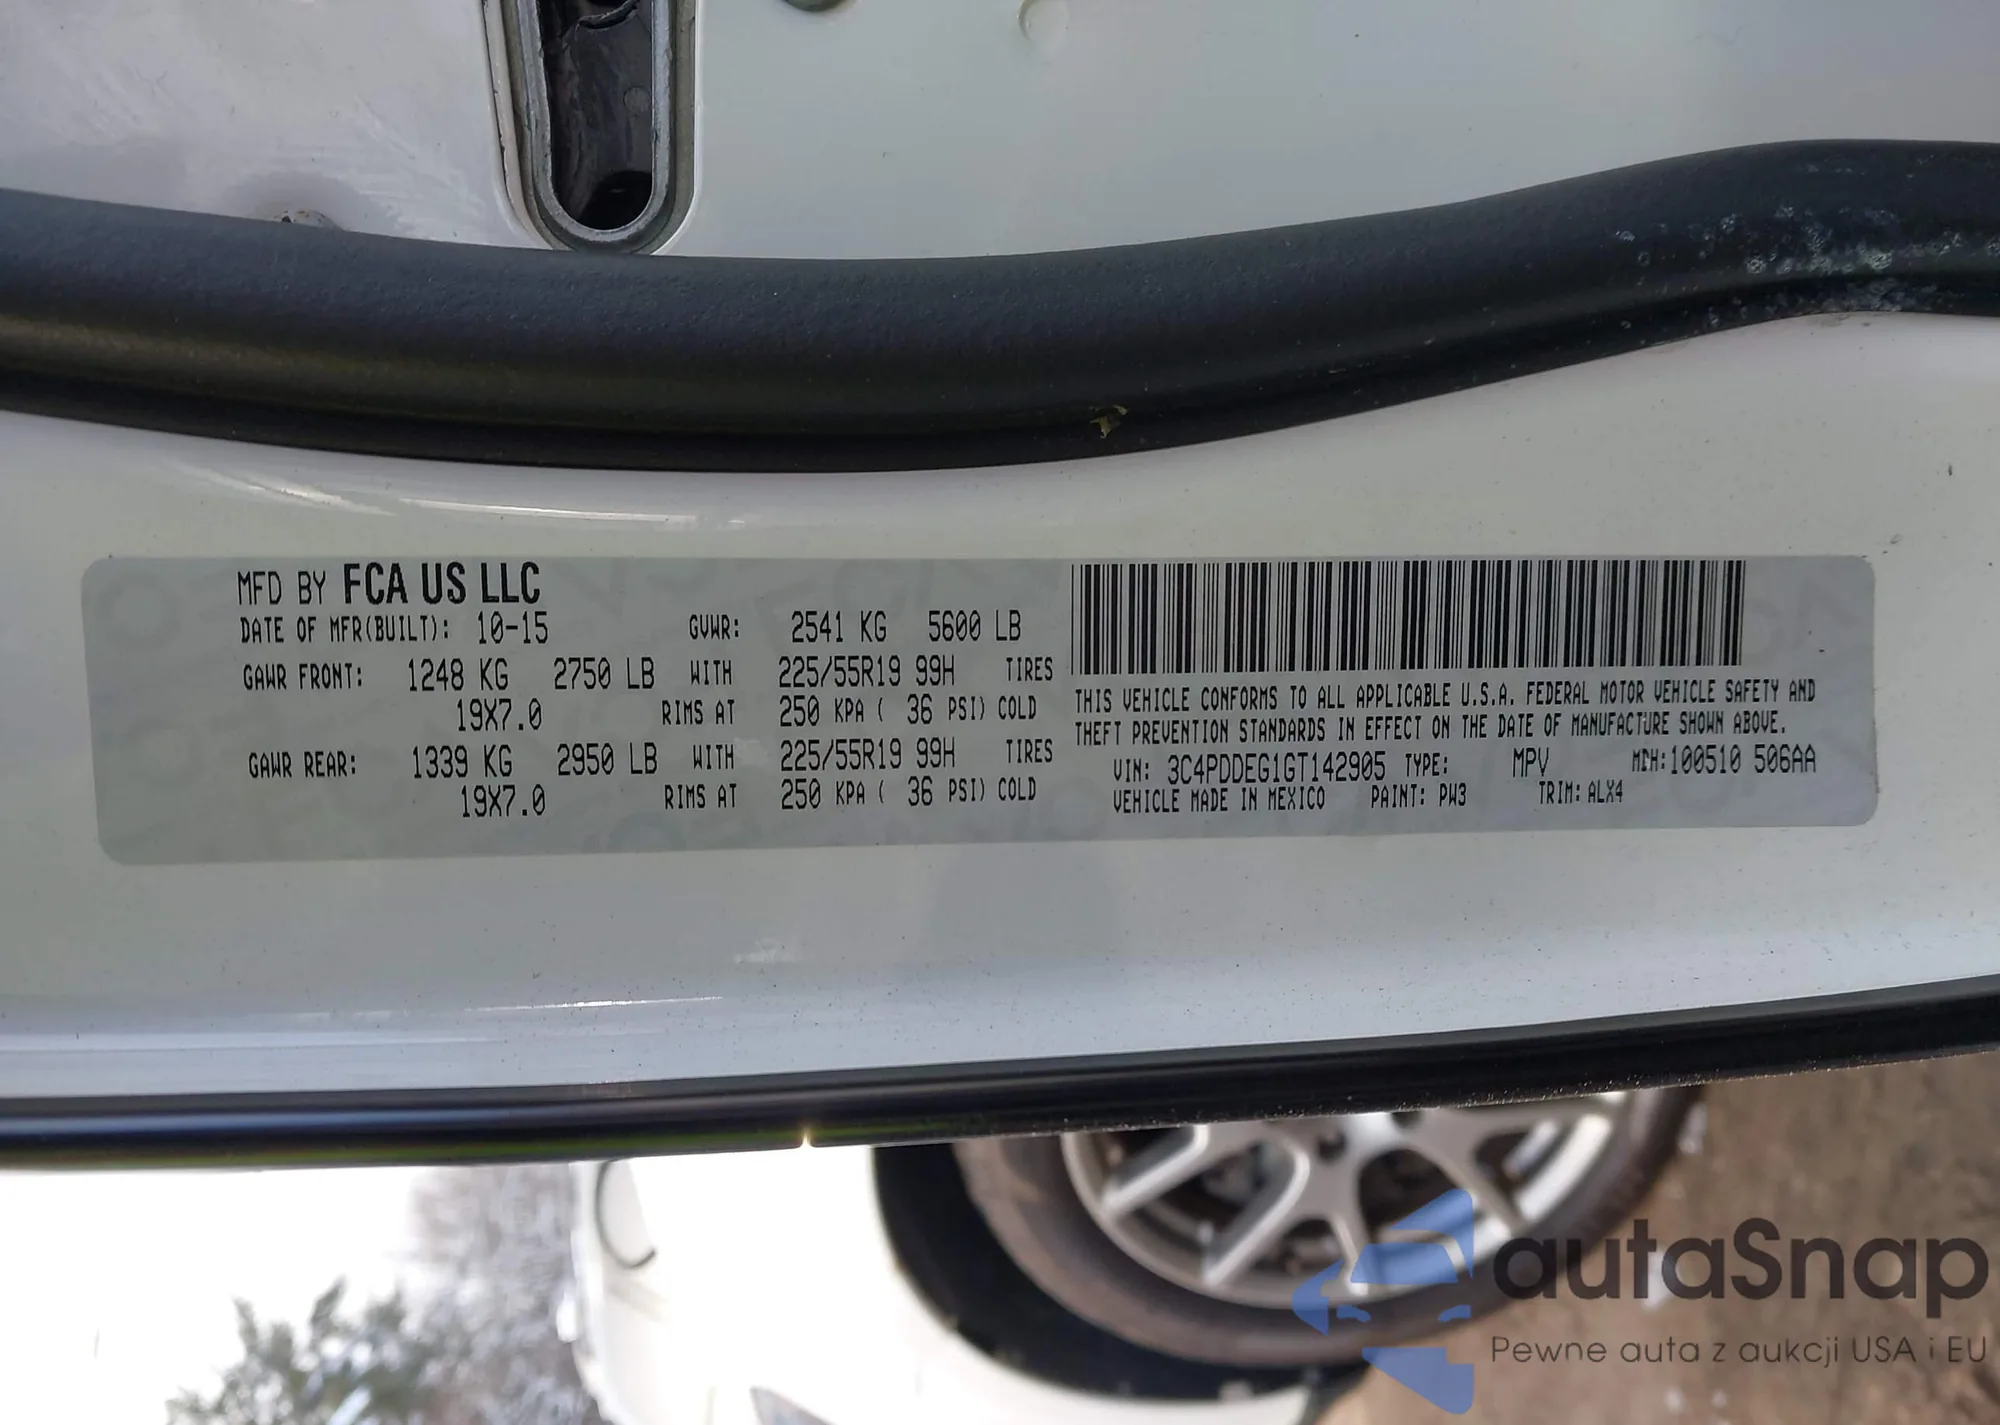 MFD BY FCA US LLC
DATE OF MFR(BUILT): 10-15 GVWR: 2541 KG 5600 LB
GAWR FRONT: 1248 KG 2750 LB WITH 225/55R19 99H TIRES
19X7.0 RIMS AT 250 KPA ( 36 PSI) COLD
GAWR REAR: 1339 KG 2950 LB WITH 225/55R19 99H TIRES
19X7.0 RIMS AT 250 KPA ( 36 PSI) COLD
THIS VEHICLE CONFORMS TO ALL APPLICABLE U.S.A. FEDERAL MOTOR VEHICLE SAFETY AND
THEFT PREVENTION STANDARDS IN EFFECT ON THE DATE OF MANUFACTURE SHOWN ABOVE.
VIN: 3C4PDDEG1GT142905 TYPE: MPV MDH:100510 506AA
VEHICLE MADE IN MEXICO PAINT: PW3 TRIM: ALX4
autaSnap
Pewne auta z aukcji USA i EU